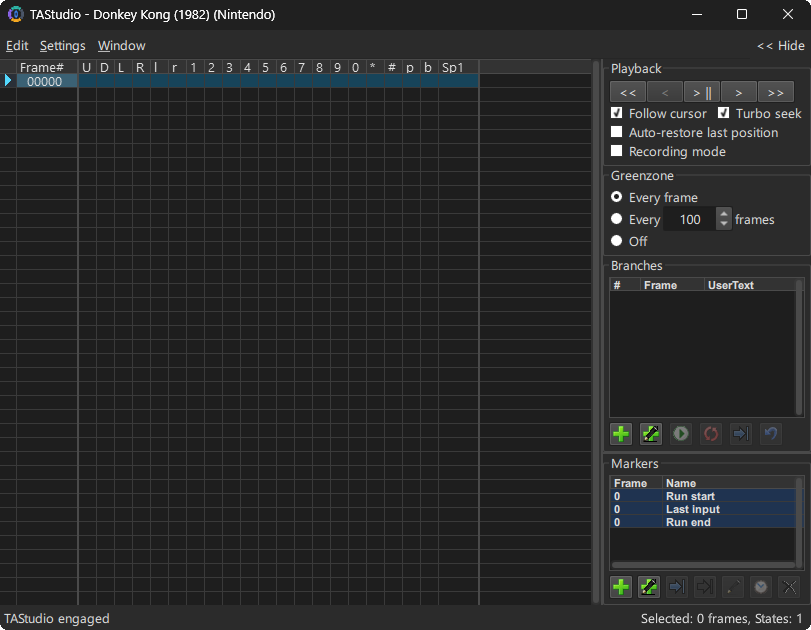 TAStudio - Donkey Kong (1982) (Nintendo)
Edit Settings Window << Hide
Frame# U D L R l r 1 2 3 4 5 6 7 8 9 0 * # p b Sp1
00000
Playback
<< < > || > >>
Follow cursor Turbo seek
Auto-restore last position
Recording mode
Greenzone
Every frame
Every 100 frames
Off
Branches
# Frame UserText
Markers
Frame Name
0 Run start
0 Last input
0 Run end
TAStudio engaged Selected: 0 frames, States: 1